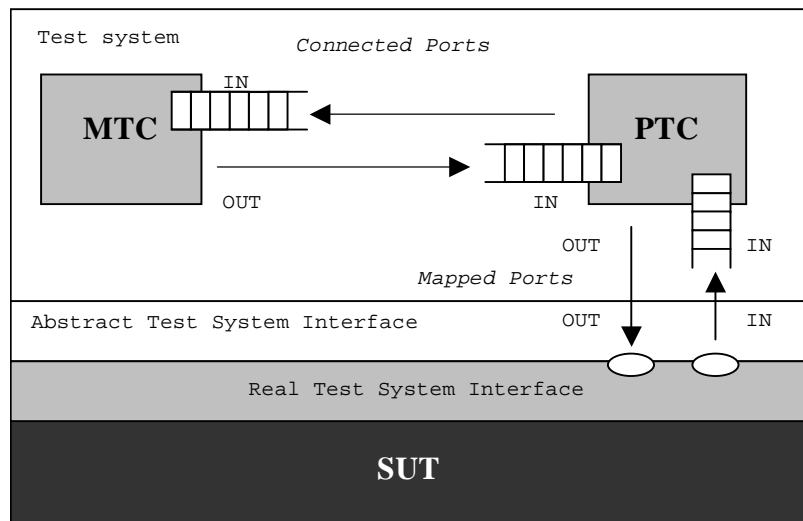 Test system
Connected Ports
IN
MTC
PTC
OUT
IN
OUT
IN
Mapped Ports
Abstract Test System Interface
OUT
IN
Real Test System Interface
SUT